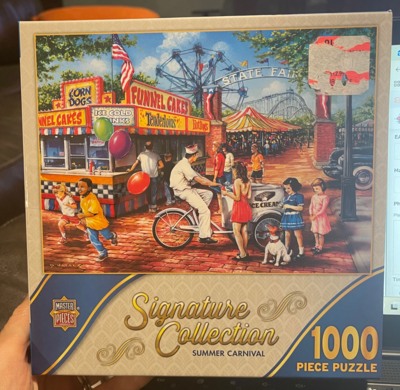 STATE FAIR
CORN
DOGS
FUNNEL CAKES
FUNNEL CAKES
ICE COLD
DRINKS
ICE CREAM
MASTER
PIECES
Signature
Collection
SUMMER CARNIVAL
1000
PIECE PUZZLE